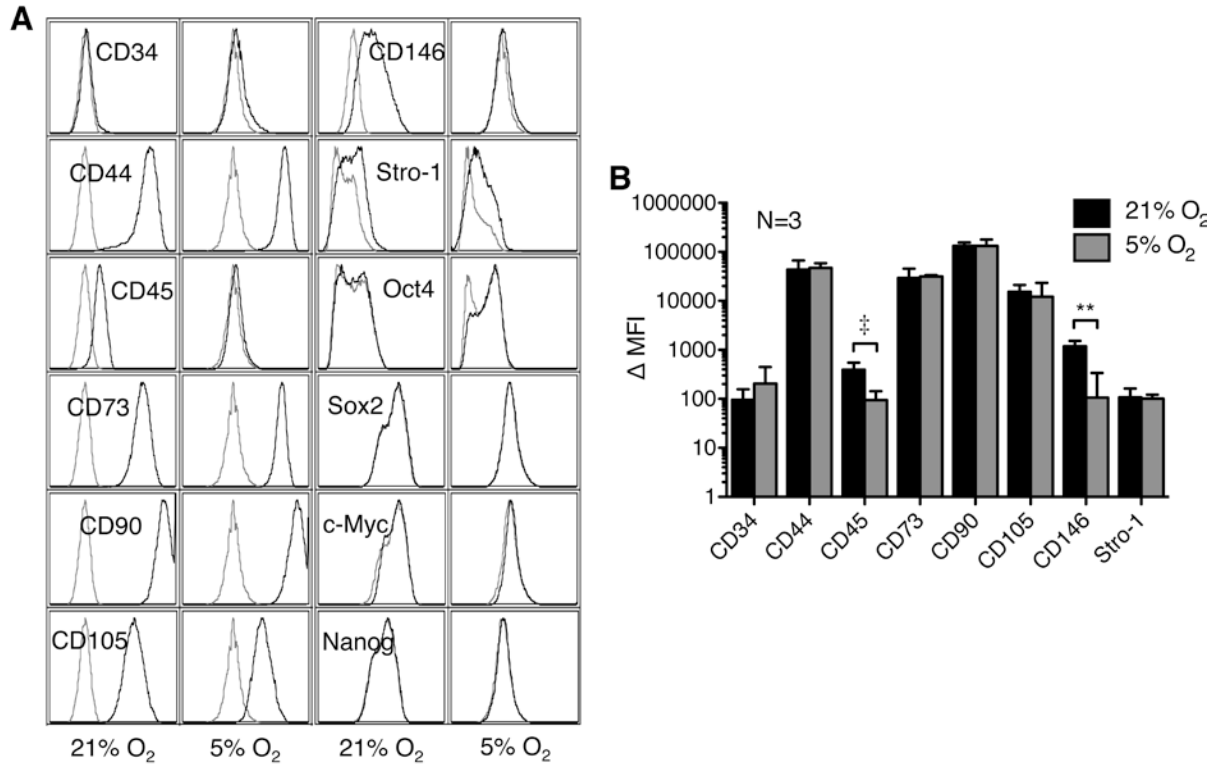 A
CD34
CD146
CD44
Stro-1
CD45
Oct4
CD73
Sox2
CD90
c-Myc
CD105
Nanog
21% O₂ 5% O₂ 21% O₂ 5% O₂
B
N=3
21% O₂
5% O₂
1000000
100000
10000
1000
100
10
1
Δ MFI
‡
**
CD34 CD44 CD45 CD73 CD90 CD105 CD146 Stro-1